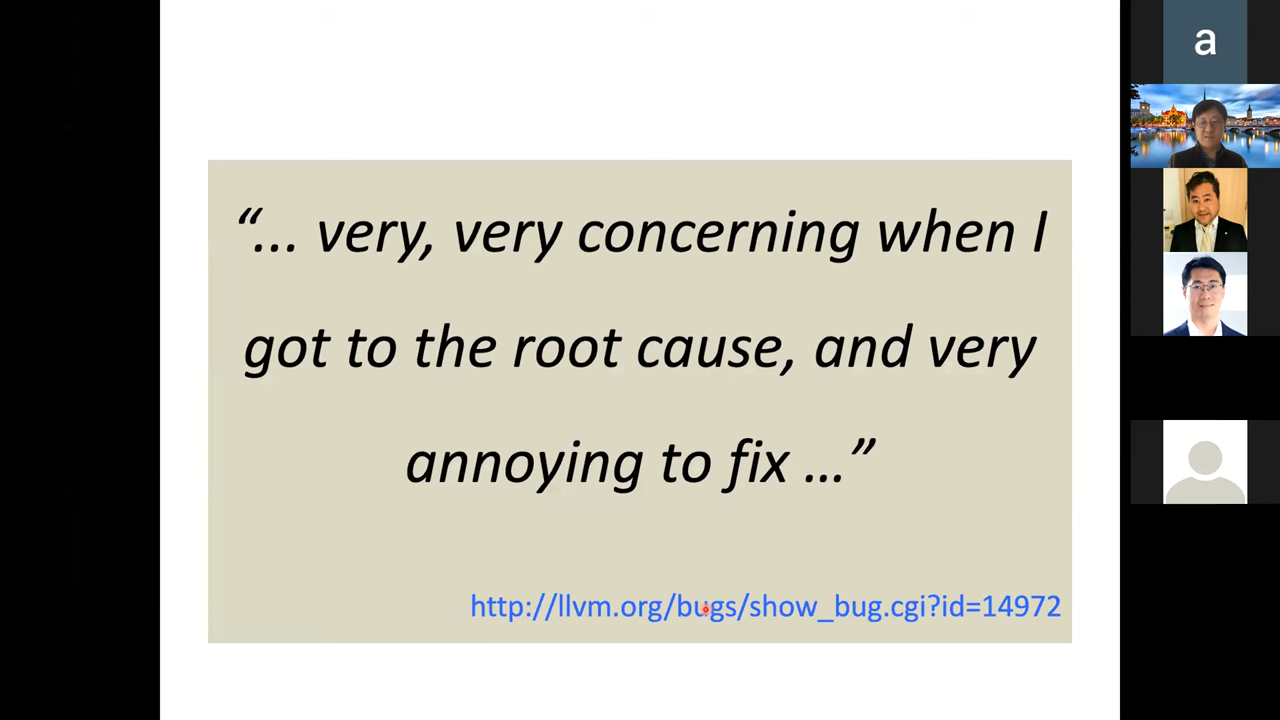 “... very, very concerning when I
got to the root cause, and very
annoying to fix ...”
http://llvm.org/bugs/show_bug.cgi?id=14972
a